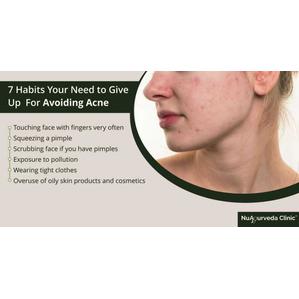 7 Habits Your Need to Give
Up For Avoiding Acne
Touching face with fingers very often
Squeezing a pimple
Scrubbing face if you have pimples
Exposure to pollution
Wearing tight clothes
Overuse of oily skin products and cosmetics
NuAyurveda Clinic